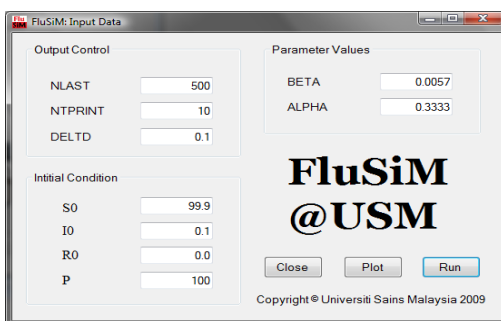 Flu SiM FluSiM: Input Data
Output Control
NLAST 500
NTPRINT 10
DELTD 0.1
Intitial Condition
S0 99.9
I0 0.1
R0 0.0
P 100
Parameter Values
BETA 0.0057
ALPHA 0.3333
FluSiM
@USM
Close Plot Run
Copyright © Universiti Sains Malaysia 2009